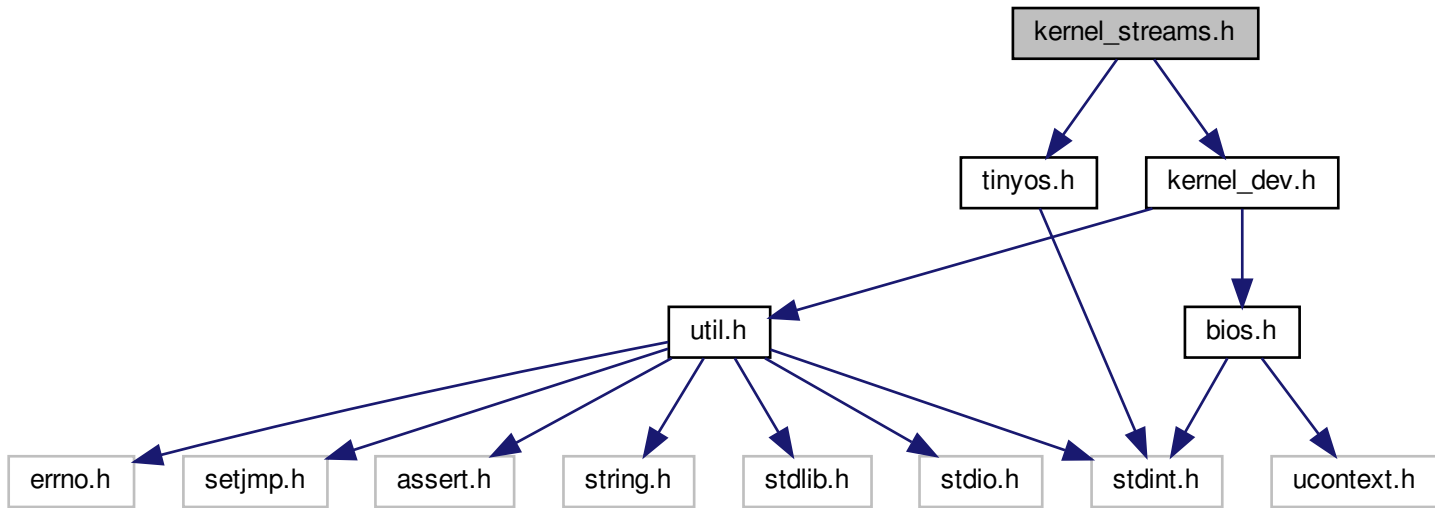 kernel_streams.h
tinyos.h
kernel_dev.h
util.h
bios.h
errno.h
setjmp.h
assert.h
string.h
stdlib.h
stdio.h
stdint.h
ucontext.h